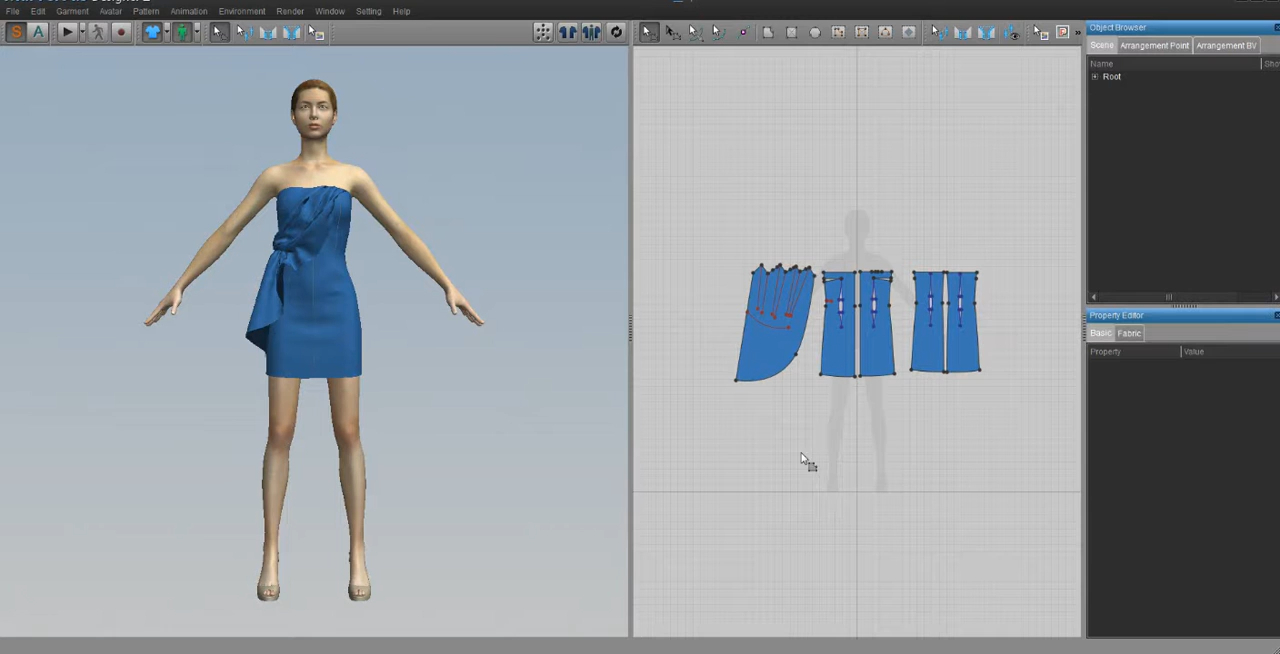 File Edit Garment Avatar Pattern Animation Environment Render Window Setting Help
S A
Object Browser
Scene Arrangement Point Arrangement BV
Name Sho
Root
Property Editor
Basic Fabric
Property Value